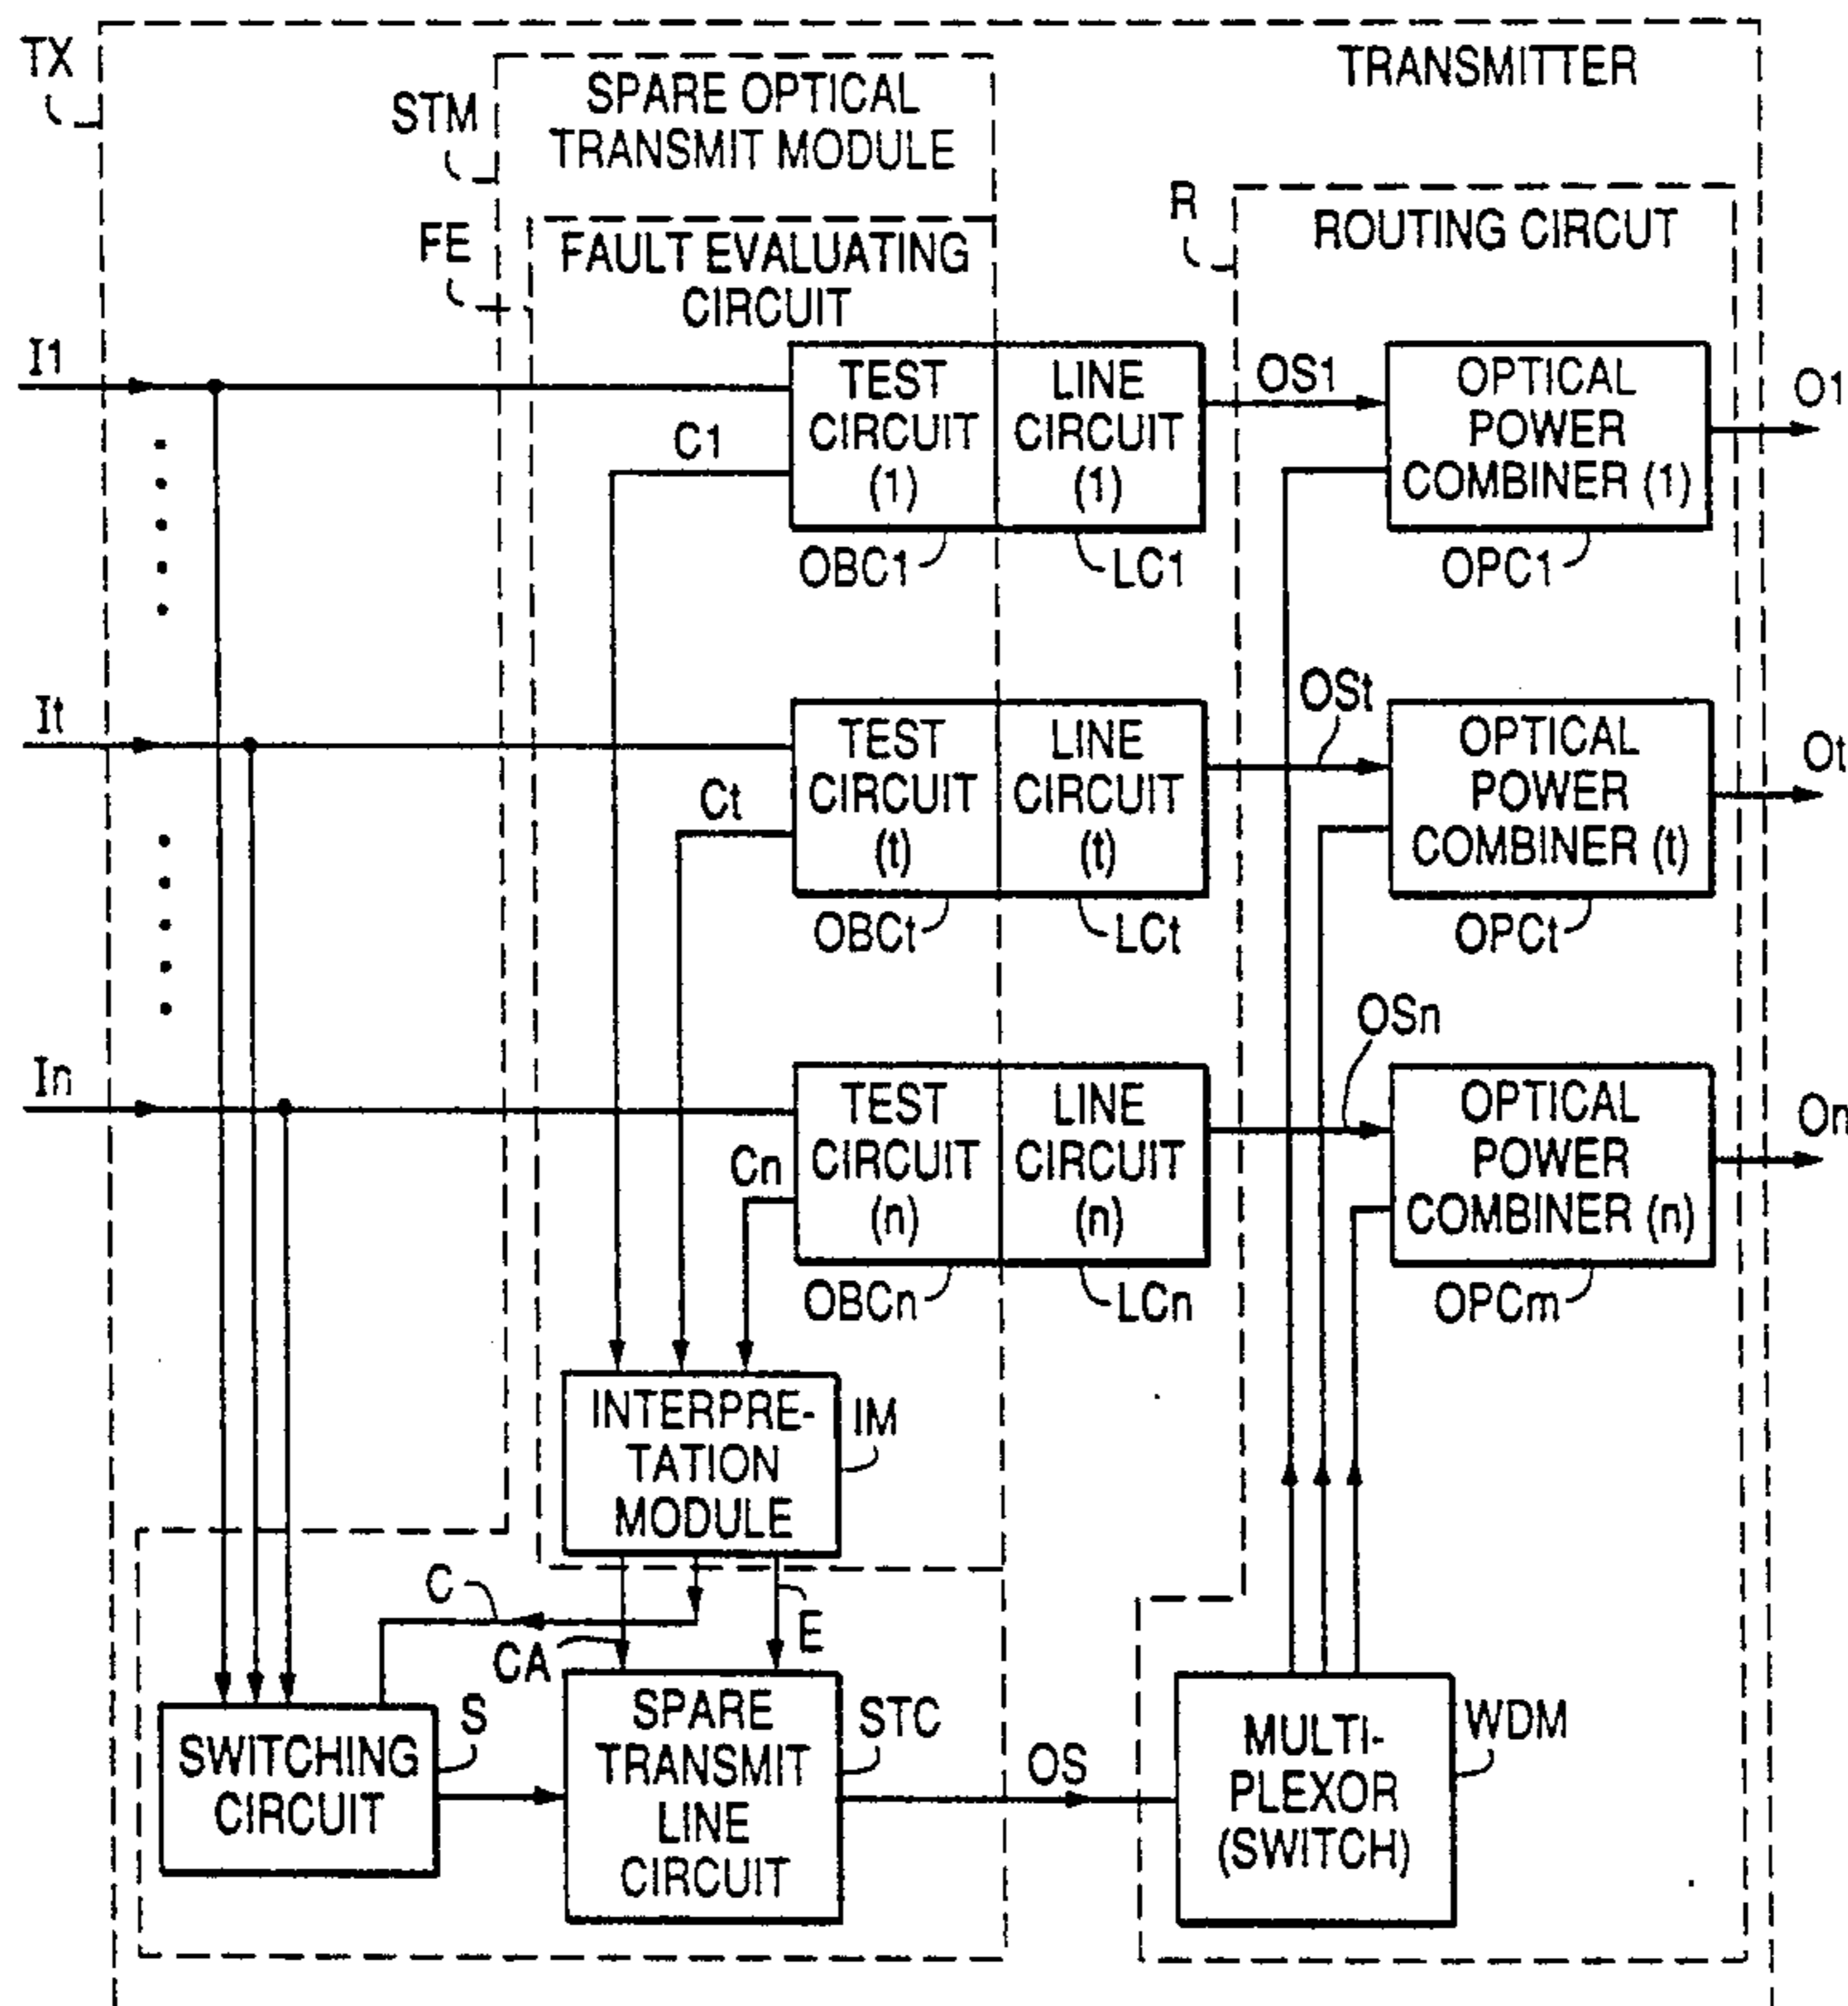 TX
TRANSMITTER
STM
SPARE OPTICAL
TRANSMIT MODULE
R
ROUTING CIRCUT
FE
FAULT EVALUATING
CIRCUIT
I1
TEST
CIRCUIT
(1)
LINE
CIRCUIT
(1)
OS1
OPTICAL
POWER
COMBINER (1)
O1
C1
OBC1
LC1
OPC1
It
TEST
CIRCUIT
(t)
LINE
CIRCUIT
(t)
OSt
OPTICAL
POWER
COMBINER (t)
Ot
Ct
OBCt
LCt
OPCt
In
TEST
CIRCUIT
(n)
LINE
CIRCUIT
(n)
OSn
OPTICAL
POWER
COMBINER (n)
On
Cn
OBCn
LCn
OPCm
INTERPRE-
TATION
MODULE
IM
C
CA
E
SWITCHING
CIRCUIT
S
SPARE
TRANSMIT
LINE
CIRCUIT
STC
OS
MULTI-
PLEXOR
(SWITCH)
WDM